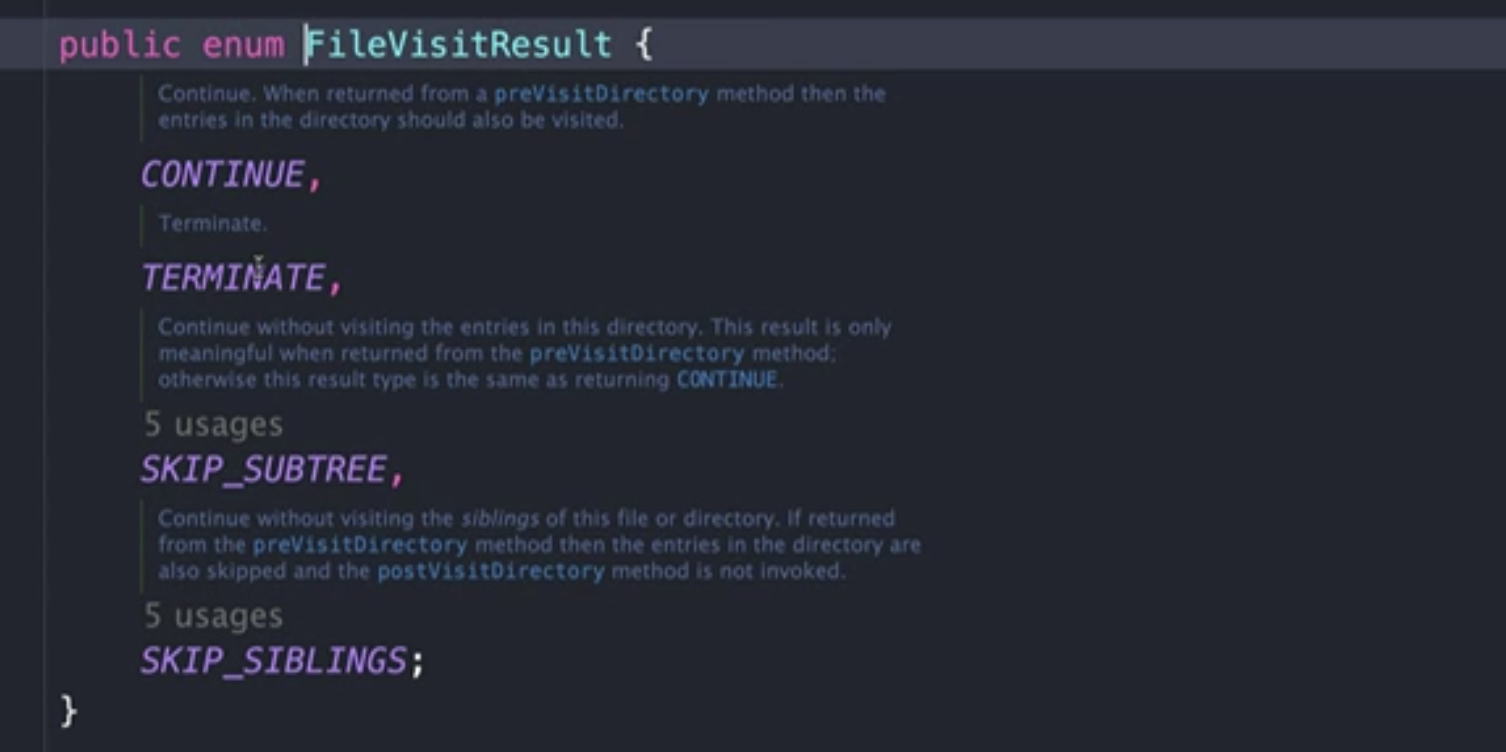 public enum FileVisitResult {
Continue. When returned from a preVisitDirectory method then the
entries in the directory should also be visited.
CONTINUE,
Terminate.
TERMINATE,
Continue without visiting the entries in this directory. This result is only
meaningful when returned from the preVisitDirectory method;
otherwise this result type is the same as returning CONTINUE.
5 usages
SKIP_SUBTREE,
Continue without visiting the siblings of this file or directory. If returned
from the preVisitDirectory method then the entries in the directory are
also skipped and the postVisitDirectory method is not invoked.
5 usages
SKIP_SIBLINGS;
}